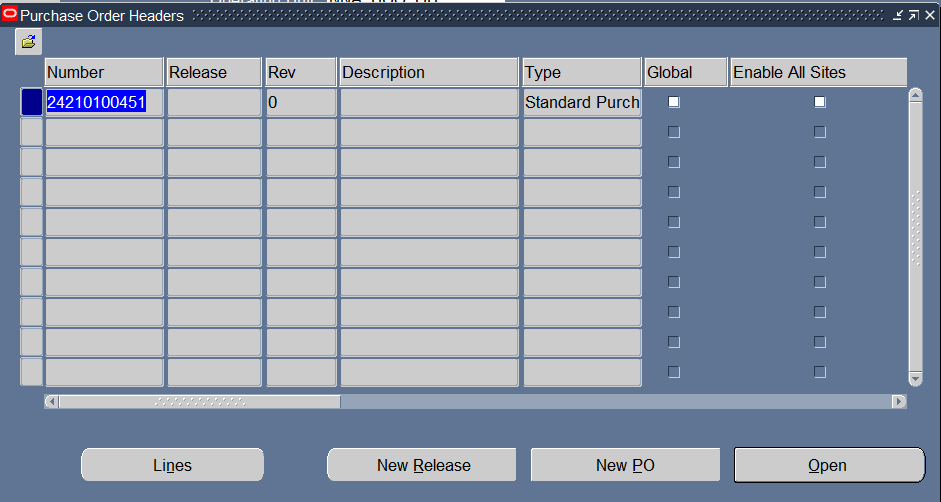 Purchase Order Headers
Number Release Rev Description Type Global Enable All Sites
24210100451 0 Standard Purch
Lines New Release New PO Open